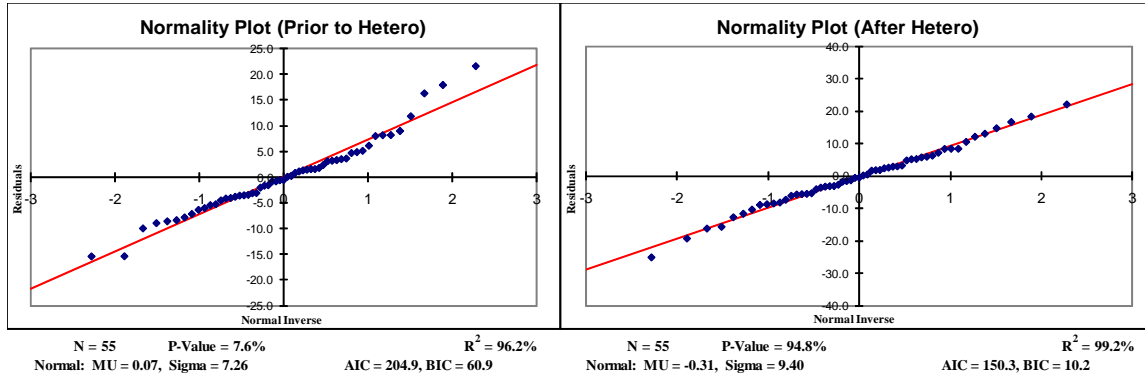 Normality Plot (Prior to Hetero)
25.0
20.0
15.0
10.0
5.0
0.0
-5.0
-10.0
-15.0
-20.0
-25.0
-3 -2 -1 0 1 2 3
Residuals
Normal Inverse
N = 55 P-Value = 7.6% R² = 96.2%
Normal: MU = 0.07, Sigma = 7.26 AIC = 204.9, BIC = 60.9
Normality Plot (After Hetero)
40.0
30.0
20.0
10.0
0.0
-10.0
-20.0
-30.0
-40.0
-3 -2 -1 0 1 2 3
Residuals
Normal Inverse
N = 55 P-Value = 94.8% R² = 99.2%
Normal: MU = -0.31, Sigma = 9.40 AIC = 150.3, BIC = 10.2